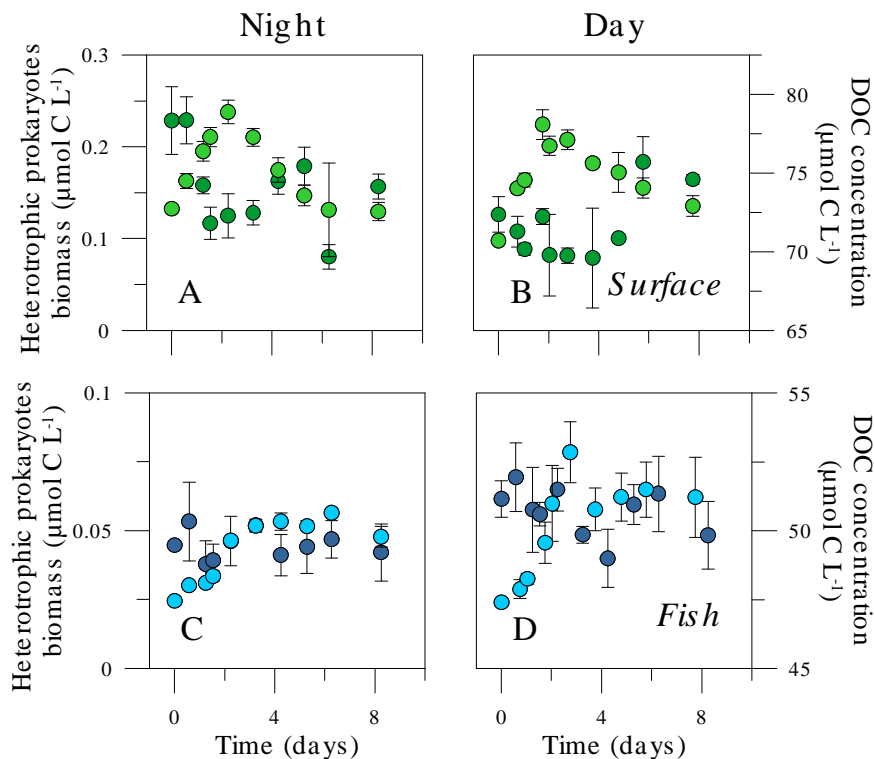 Night
Day
Heterotrophic prokaryotes
biomass (µmol C L-1)
0.3
0.2
0.1
0
A
B
Surface
80
75
70
65
DOC concentration
(µmol C L-1)
Heterotrophic prokaryotes
biomass (µmol C L-1)
0.1
0.05
0
C
D
Fish
55
50
45
DOC concentration
(µmol C L-1)
0 4 8
0 4 8
Time (days)
Time (days)